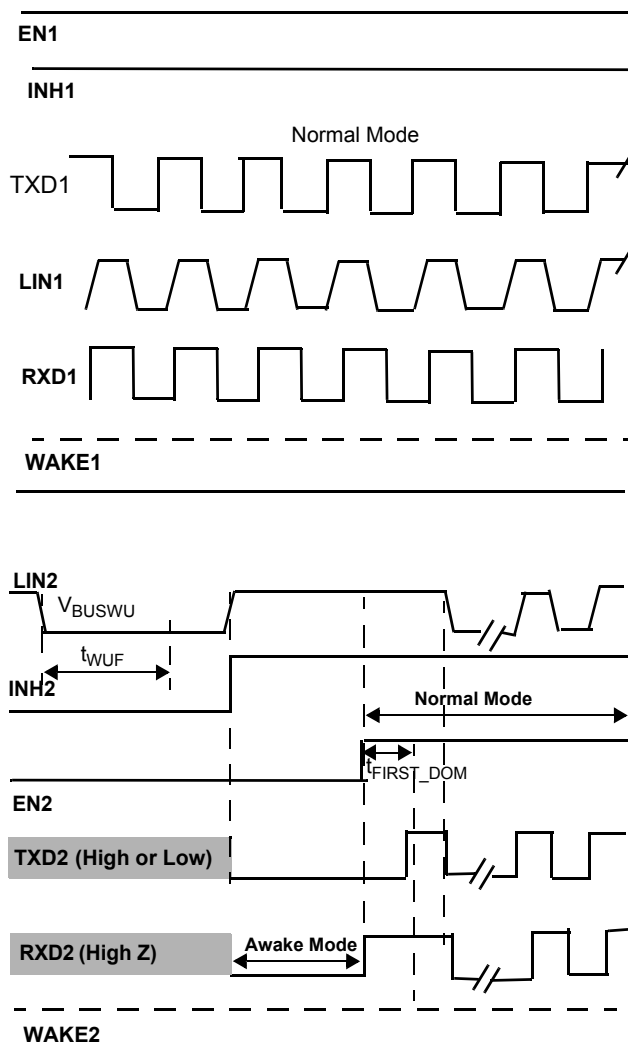 EN1
INH1
Normal Mode
TXD1
LIN1
RXD1
WAKE1
LIN2
VBUSWU
tWUF
INH2
Normal Mode
tFIRST_DOM
EN2
TXD2 (High or Low)
RXD2 (High Z)
Awake Mode
WAKE2